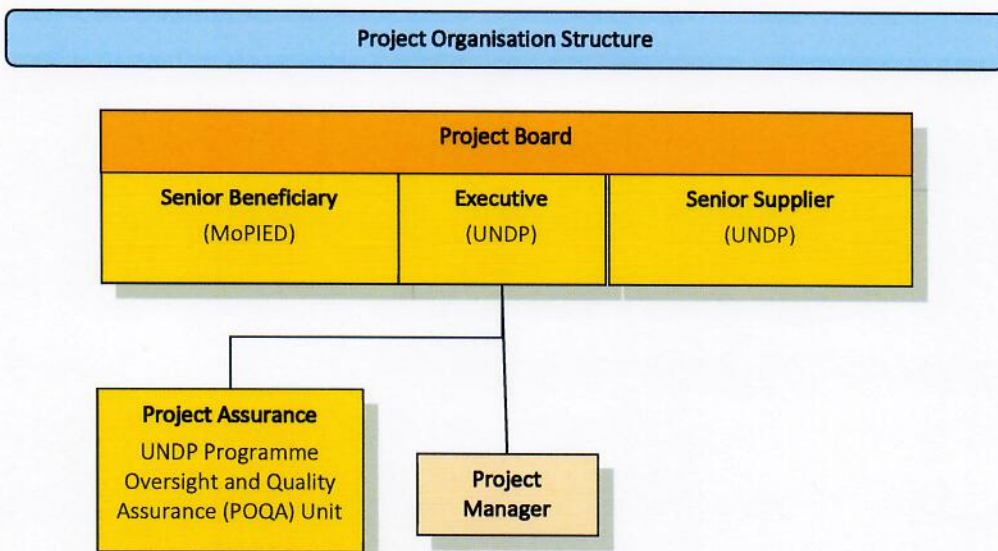 Project Organisation Structure
Project Board
Senior Beneficiary
(MoPIED)
Executive
(UNDP)
Senior Supplier
(UNDP)
Project Assurance
UNDP Programme
Oversight and Quality
Assurance (POQA) Unit
Project
Manager